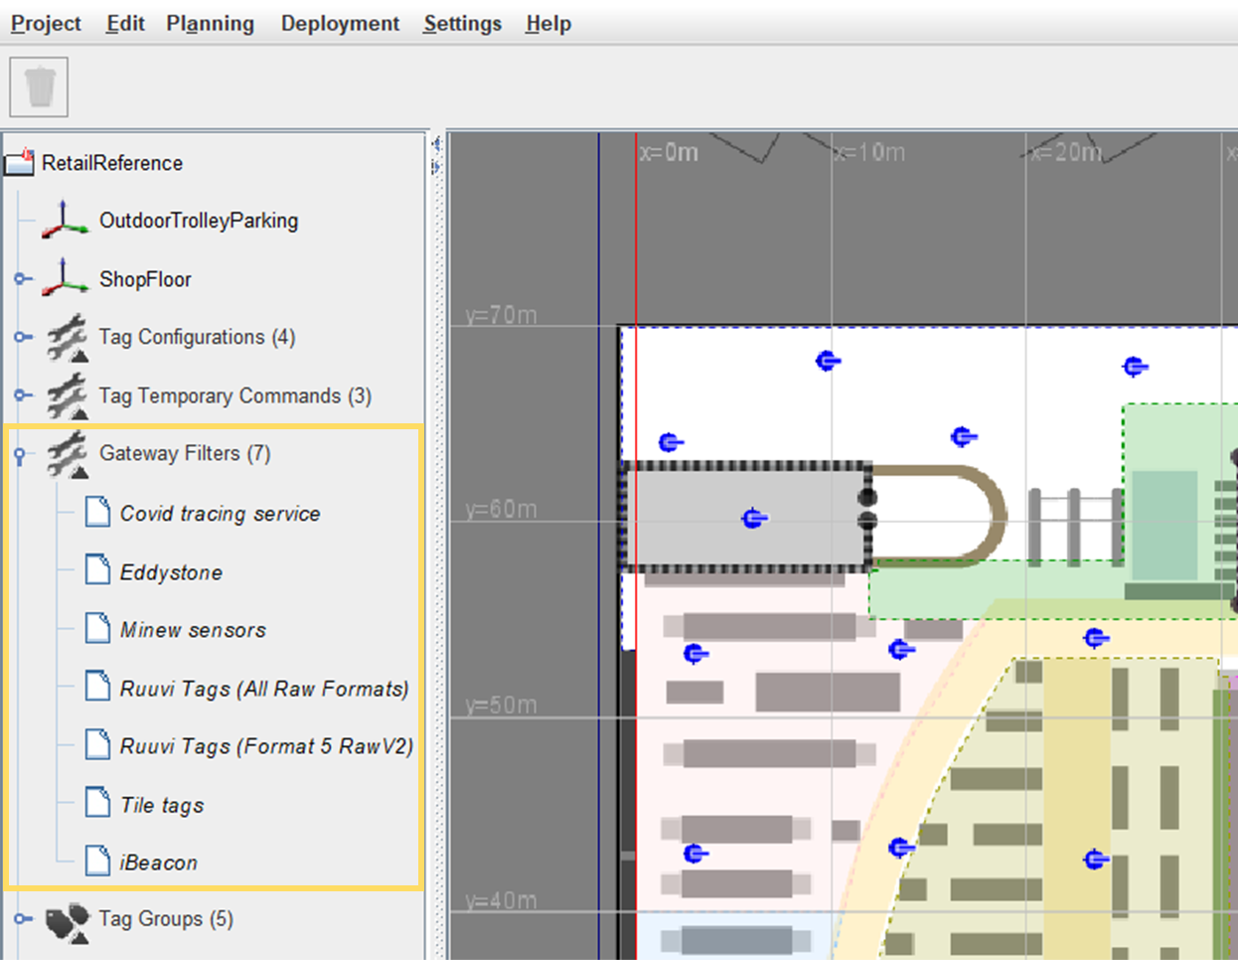 Project Edit Planning Deployment Settings Help
RetailReference
OutdoorTrolleyParking
ShopFloor
Tag Configurations (4)
Tag Temporary Commands (3)
Gateway Filters (7)
Covid tracing service
Eddystone
Minew sensors
Ruuvi Tags (All Raw Formats)
Ruuvi Tags (Format 5 RawV2)
Tile tags
iBeacon
Tag Groups (5)
x=0m x=10m x=20m
y=70m
y=60m
y=50m
y=40m